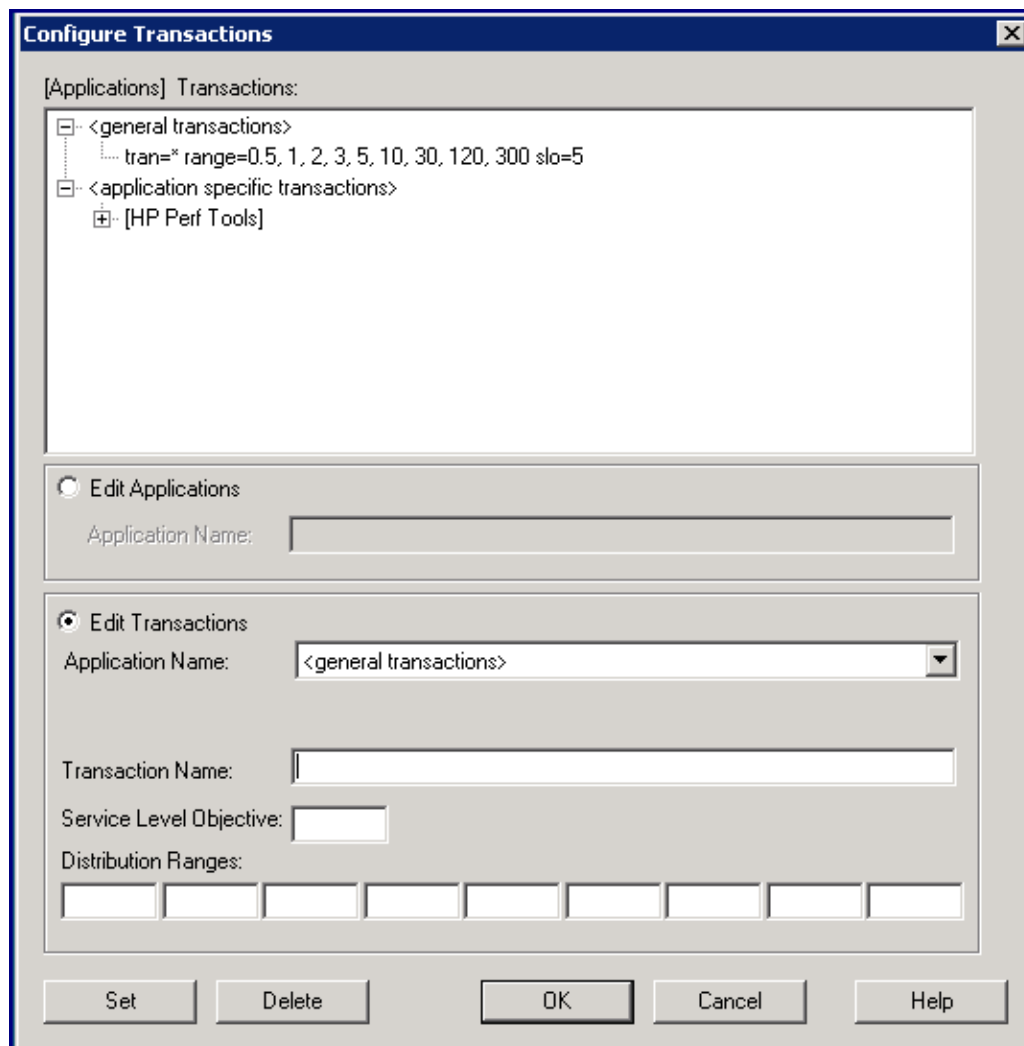 Configure Transactions
[Applications] Transactions:
<general transactions>
tran=* range=0.5, 1, 2, 3, 5, 10, 30, 120, 300 slo=5
<application specific transactions>
[HP Perf Tools]
Edit Applications
Application Name:
Edit Transactions
Application Name: <general transactions>
Transaction Name:
Service Level Objective:
Distribution Ranges:
Set Delete OK Cancel Help